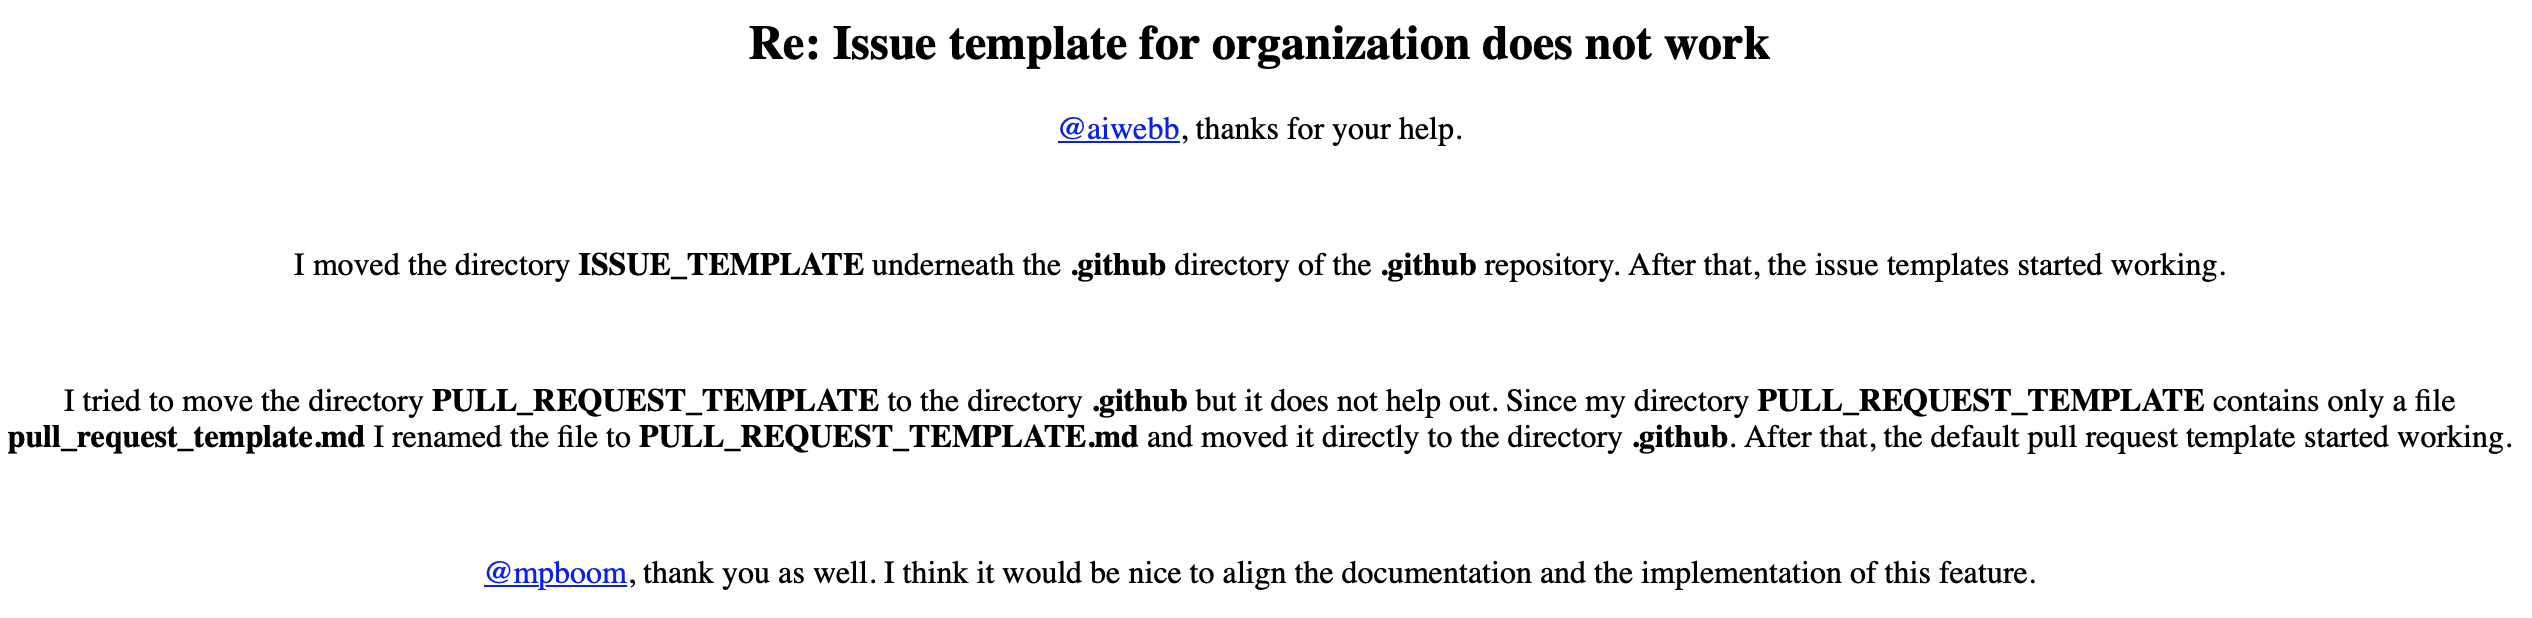 Re: Issue template for organization does not work
@aiwebb, thanks for your help.
I moved the directory ISSUE_TEMPLATE underneath the .github directory of the .github repository. After that, the issue templates started working.
I tried to move the directory PULL_REQUEST_TEMPLATE to the directory .github but it does not help out. Since my directory PULL_REQUEST_TEMPLATE contains only a file
pull_request_template.md I renamed the file to PULL_REQUEST_TEMPLATE.md and moved it directly to the directory .github. After that, the default pull request template started working.
@mpboom, thank you as well. I think it would be nice to align the documentation and the implementation of this feature.